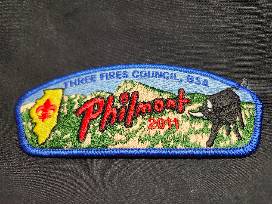 THREE FIRES COUNCIL, BSA
Philmont
2011